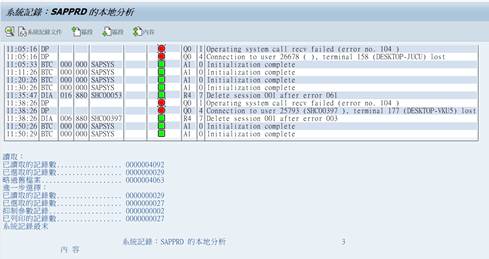 系統記錄：SAPPRD 的本地分析
系統記錄文件 區段 區段 內容
11:05:16 DP Q0 I Operating system call recv failed (error no. 104 )
11:05:16 DP Q0 4 Connection to user 26678 ( ), terminal 158 (DESKTOP-JUCU) lost
11:05:33 BTC 000 000 SAPSYS A1 0 Initialization complete
11:11:26 BTC 000 000 SAPSYS A1 0 Initialization complete
11:20:26 BTC 000 000 SAPSYS A1 0 Initialization complete
11:30:26 BTC 000 000 SAPSYS A1 0 Initialization complete
11:35:47 DIA 016 880 SHC00053 R4 7 Delete session 001 after error 061
11:38:26 DP Q0 I Operating system call recv failed (error no. 104 )
11:38:26 DP Q0 4 Connection to user 25793 (SHC00397 ), terminal 177 (DESKTOP-VKU5) lost
11:38:26 DIA 006 880 SHC00397 R4 7 Delete session 001 after error 003
11:50:26 BTC 000 000 SAPSYS A1 0 Initialization complete
11:50:29 BTC 000 000 SAPSYS A1 0 Initialization complete
讀取：
已讀取的記錄數................ 0000004092
已選取的記錄數................ 0000000029
略過舊檔案.................... 0000004063
進一步選擇：
已讀取的記錄數................ 0000000029
已選取的記錄數................ 0000000027
抑制參數記錄.................. 0000000002
已列印的記錄數................ 0000000027
系統記錄最末
系統記錄：SAPPRD 的本地分析 3
內 容